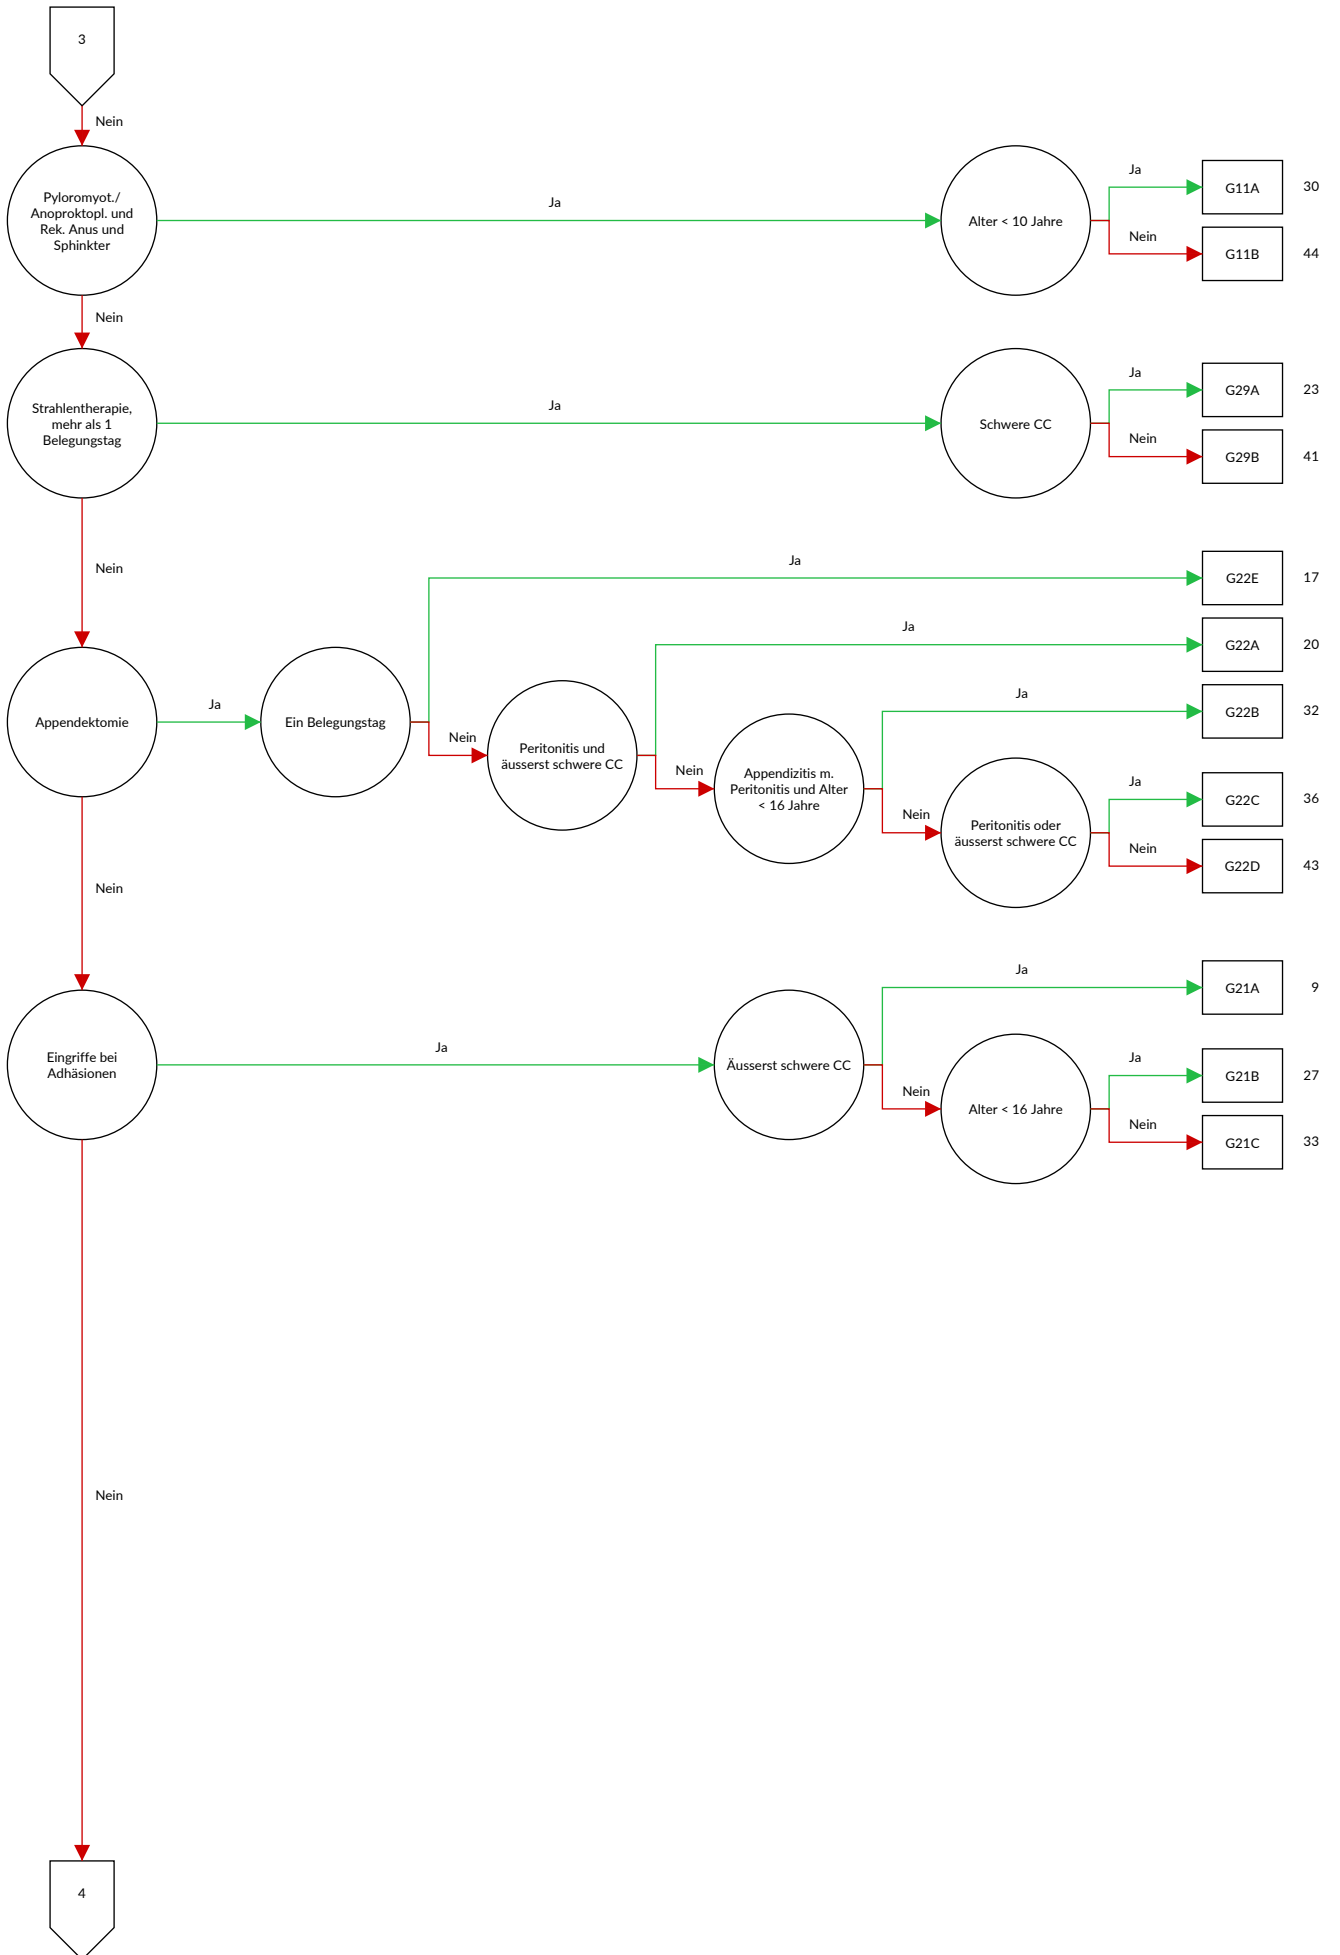 3
Nein
Pyloromyot./
Anoproktopl. und
Rek. Anus und
Sphinkter
Ja
Alter < 10 Jahre
Ja
G11A
30
Nein
G11B
44
Nein
Strahlentherapie,
mehr als 1
Belegungstag
Ja
Schwere CC
Ja
G29A
23
Nein
G29B
41
Nein
Appendektomie
Ja
Ein Belegungstag
Ja
G22E
17
Nein
Peritonitis und
äusserst schwere CC
Ja
G22A
20
Nein
Appendizitis m.
Peritonitis und Alter
< 16 Jahre
Ja
G22B
32
Nein
Peritonitis oder
äusserst schwere CC
Ja
G22C
36
Nein
G22D
43
Nein
Eingriffe bei
Adhäsionen
Ja
Äusserst schwere CC
Ja
G21A
9
Nein
Alter < 16 Jahre
Ja
G21B
27
Nein
G21C
33
Nein
4